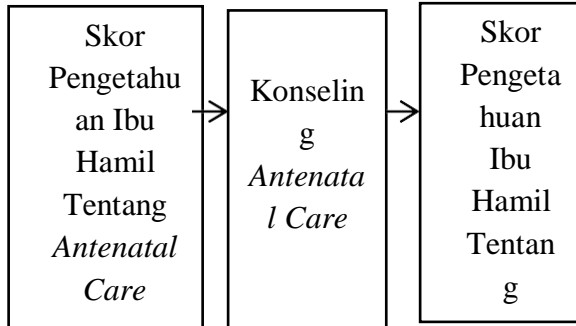 Skor
Pengetahu
an Ibu
Hamil
Tentang
Antenatal
Care
Konselin
g
Antenata
l Care
Skor
Pengeta
huan
Ibu
Hamil
Tentan
g